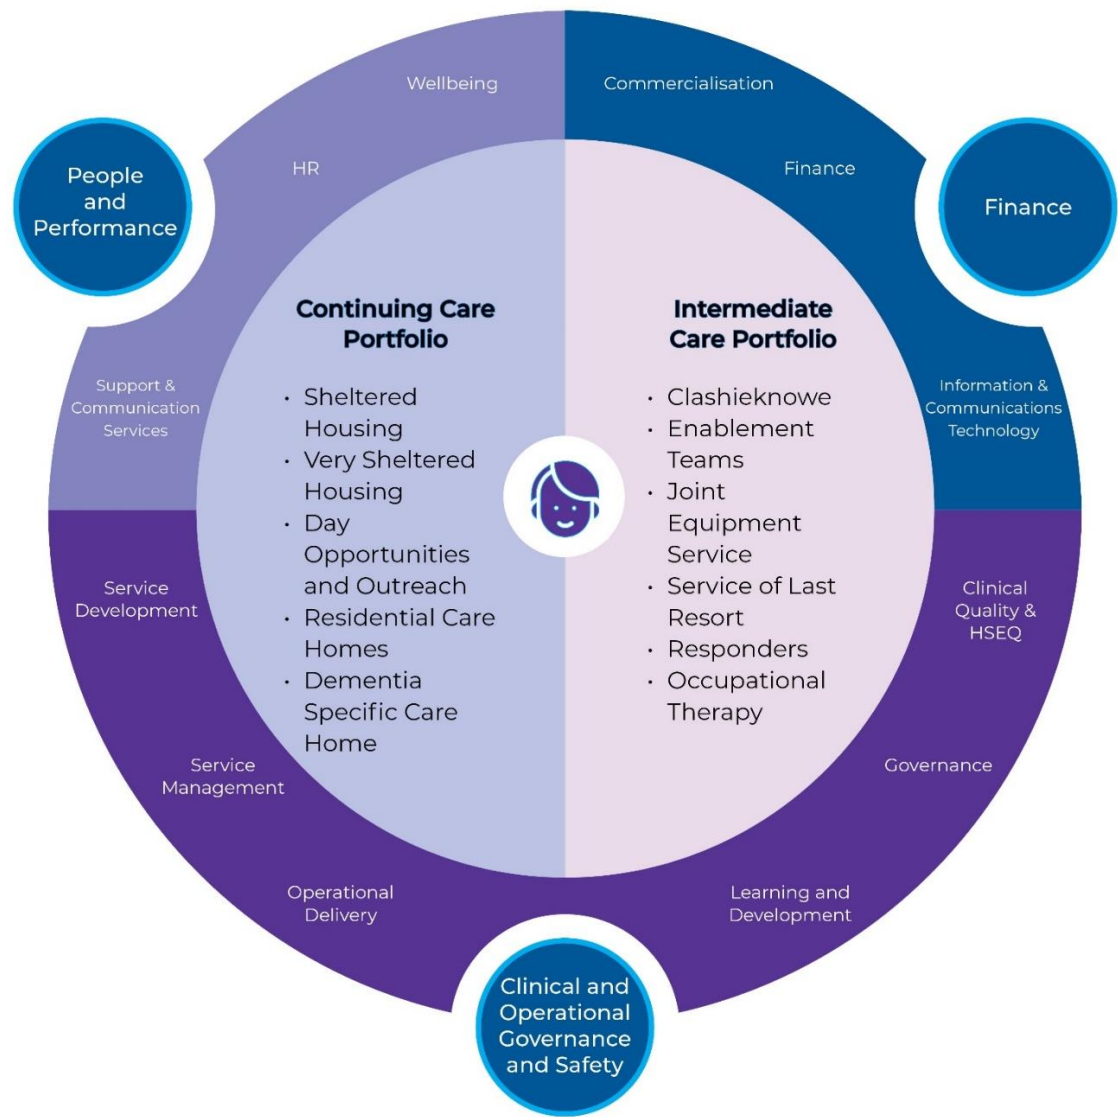 Wellbeing
Commercialisation
HR
Finance
People
and
Performance
Finance
Continuing Care
Portfolio
• Sheltered
Housing
• Very Sheltered
Housing
• Day
Opportunities
and Outreach
• Residential Care
Homes
• Dementia
Specific Care
Home
Intermediate
Care Portfolio
• Clashieknowe
• Enablement
Teams
• Joint
Equipment
Service
• Service of Last
Resort
• Responders
• Occupational
Therapy
Support &
Communication
Services
Information &
Communications
Technology
Service
Development
Clinical
Quality &
HSEQ
Service
Management
Governance
Operational
Delivery
Learning and
Development
Clinical and
Operational
Governance
and Safety